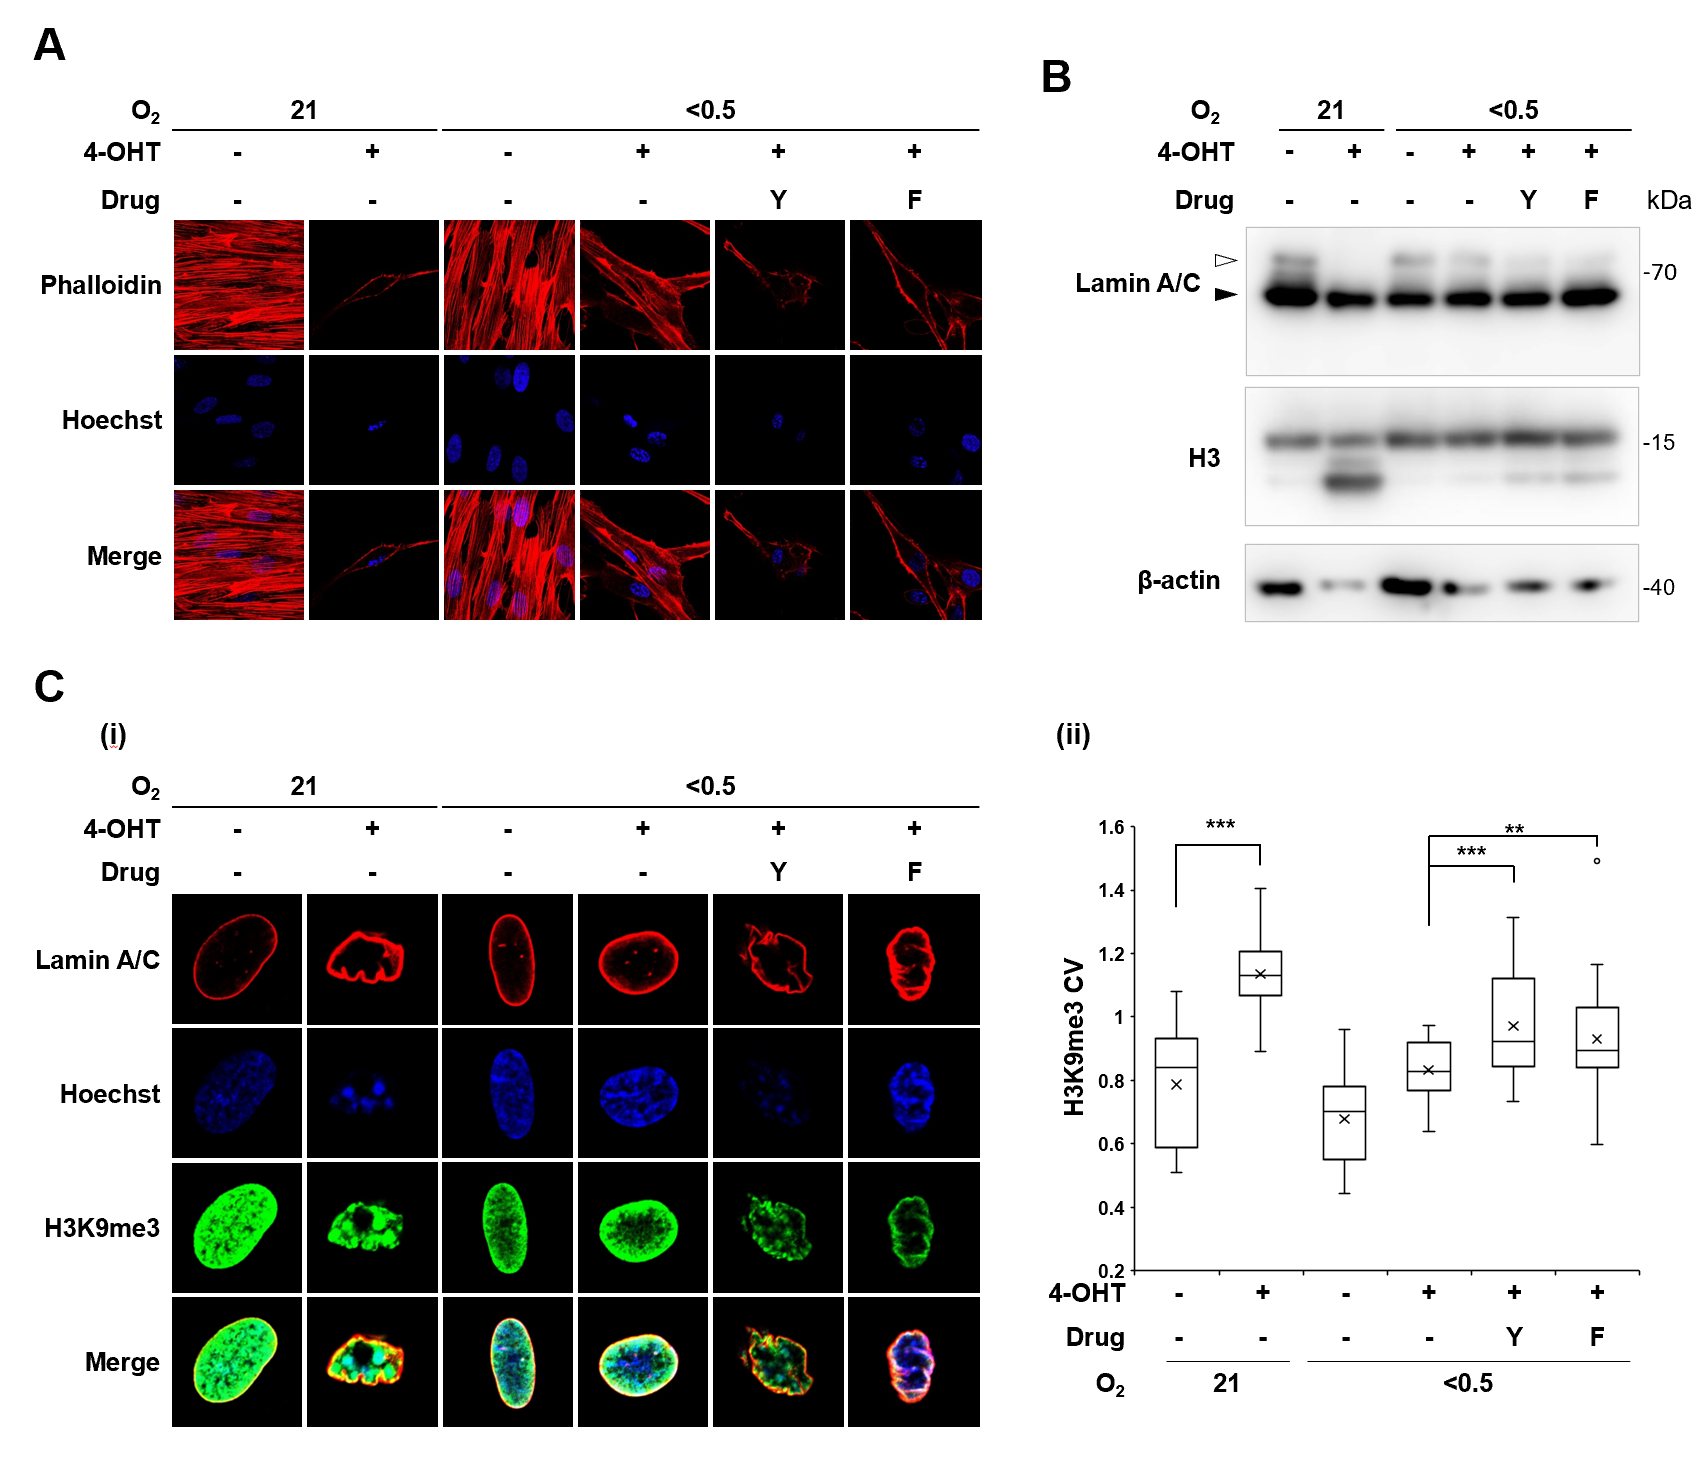 A
O2 21 <0.5
4-OHT - + - + + +
Drug - - - - Y F
Phalloidin
Hoechst
Merge
B
O2 21 <0.5
4-OHT - + - + + +
Drug - - - - Y F kDa
Lamin A/C -70
H3 -15
β-actin -40
C
(i)
O2 21 <0.5
4-OHT - + - + + +
Drug - - - - Y F
Lamin A/C
Hoechst
H3K9me3
Merge
(ii)
H3K9me3 CV
1.6
1.4
1.2
1
0.8
0.6
0.4
0.2
*** *** **
4-OHT - + - + + +
Drug - - - - Y F
O2 21 <0.5